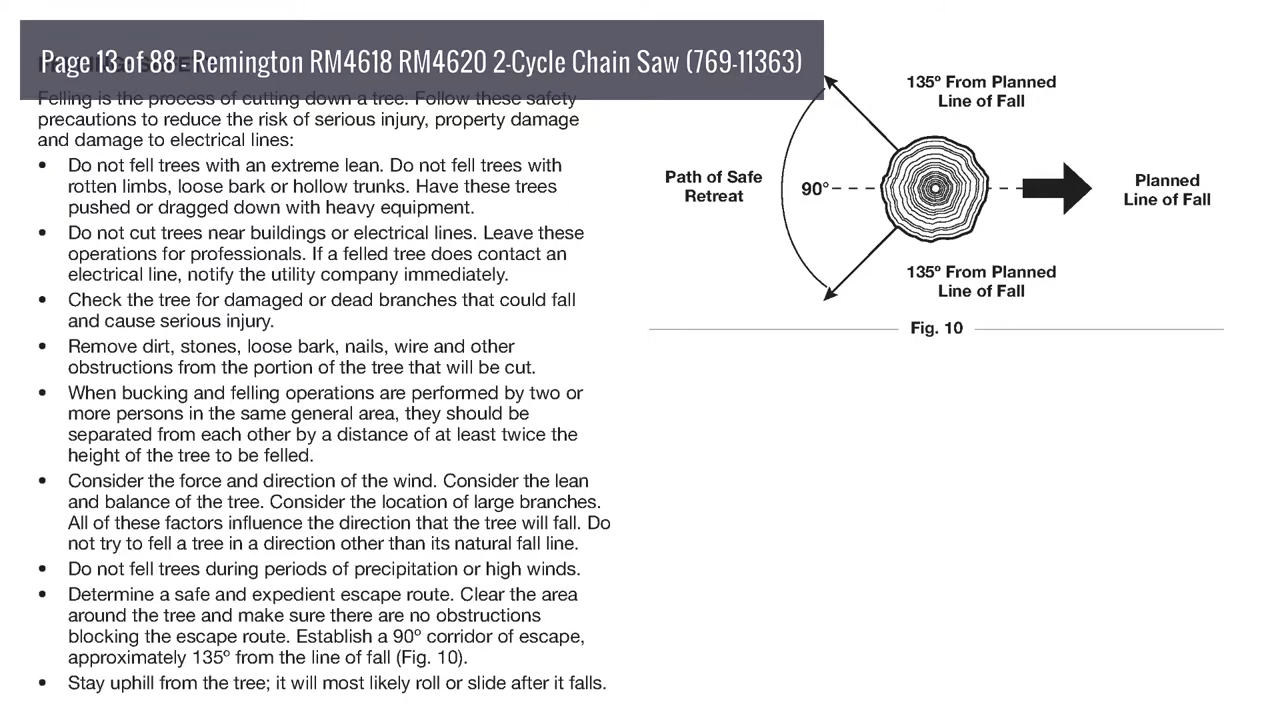 Page 13 of 88 - Remington RM4618 RM4620 2-Cycle Chain Saw (769-11363)
Felling is the process of cutting down a tree. Follow these safety
precautions to reduce the risk of serious injury, property damage
and damage to electrical lines:
• Do not fell trees with an extreme lean. Do not fell trees with
rotten limbs, loose bark or hollow trunks. Have these trees
pushed or dragged down with heavy equipment.
• Do not cut trees near buildings or electrical lines. Leave these
operations for professionals. If a felled tree does contact an
electrical line, notify the utility company immediately.
• Check the tree for damaged or dead branches that could fall
and cause serious injury.
• Remove dirt, stones, loose bark, nails, wire and other
obstructions from the portion of the tree that will be cut.
• When bucking and felling operations are performed by two or
more persons in the same general area, they should be
separated from each other by a distance of at least twice the
height of the tree to be felled.
• Consider the force and direction of the wind. Consider the lean
and balance of the tree. Consider the location of large branches.
All of these factors influence the direction that the tree will fall. Do
not try to fell a tree in a direction other than its natural fall line.
• Do not fell trees during periods of precipitation or high winds.
• Determine a safe and expedient escape route. Clear the area
around the tree and make sure there are no obstructions
blocking the escape route. Establish a 90º corridor of escape,
approximately 135º from the line of fall (Fig. 10).
• Stay uphill from the tree; it will most likely roll or slide after it falls.
135º From Planned
Line of Fall
Path of Safe
Retreat
90°
Planned
Line of Fall
135º From Planned
Line of Fall
Fig. 10